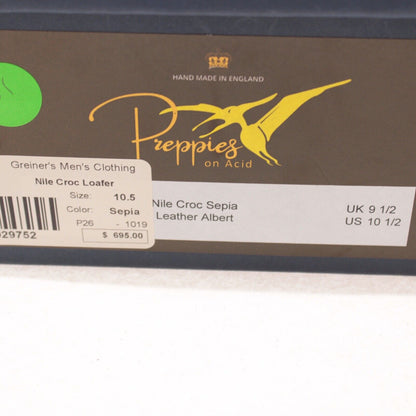 HAND MADE IN ENGLAND
Preppies
on Acid
Greiner's Men's Clothing
Nile Croc Loafer
Size: 10.5
Color: Sepia
P26 - 1019
$ 695.00
29752
Nile Croc Sepia
Leather Albert
UK 9 1/2
US 10 1/2